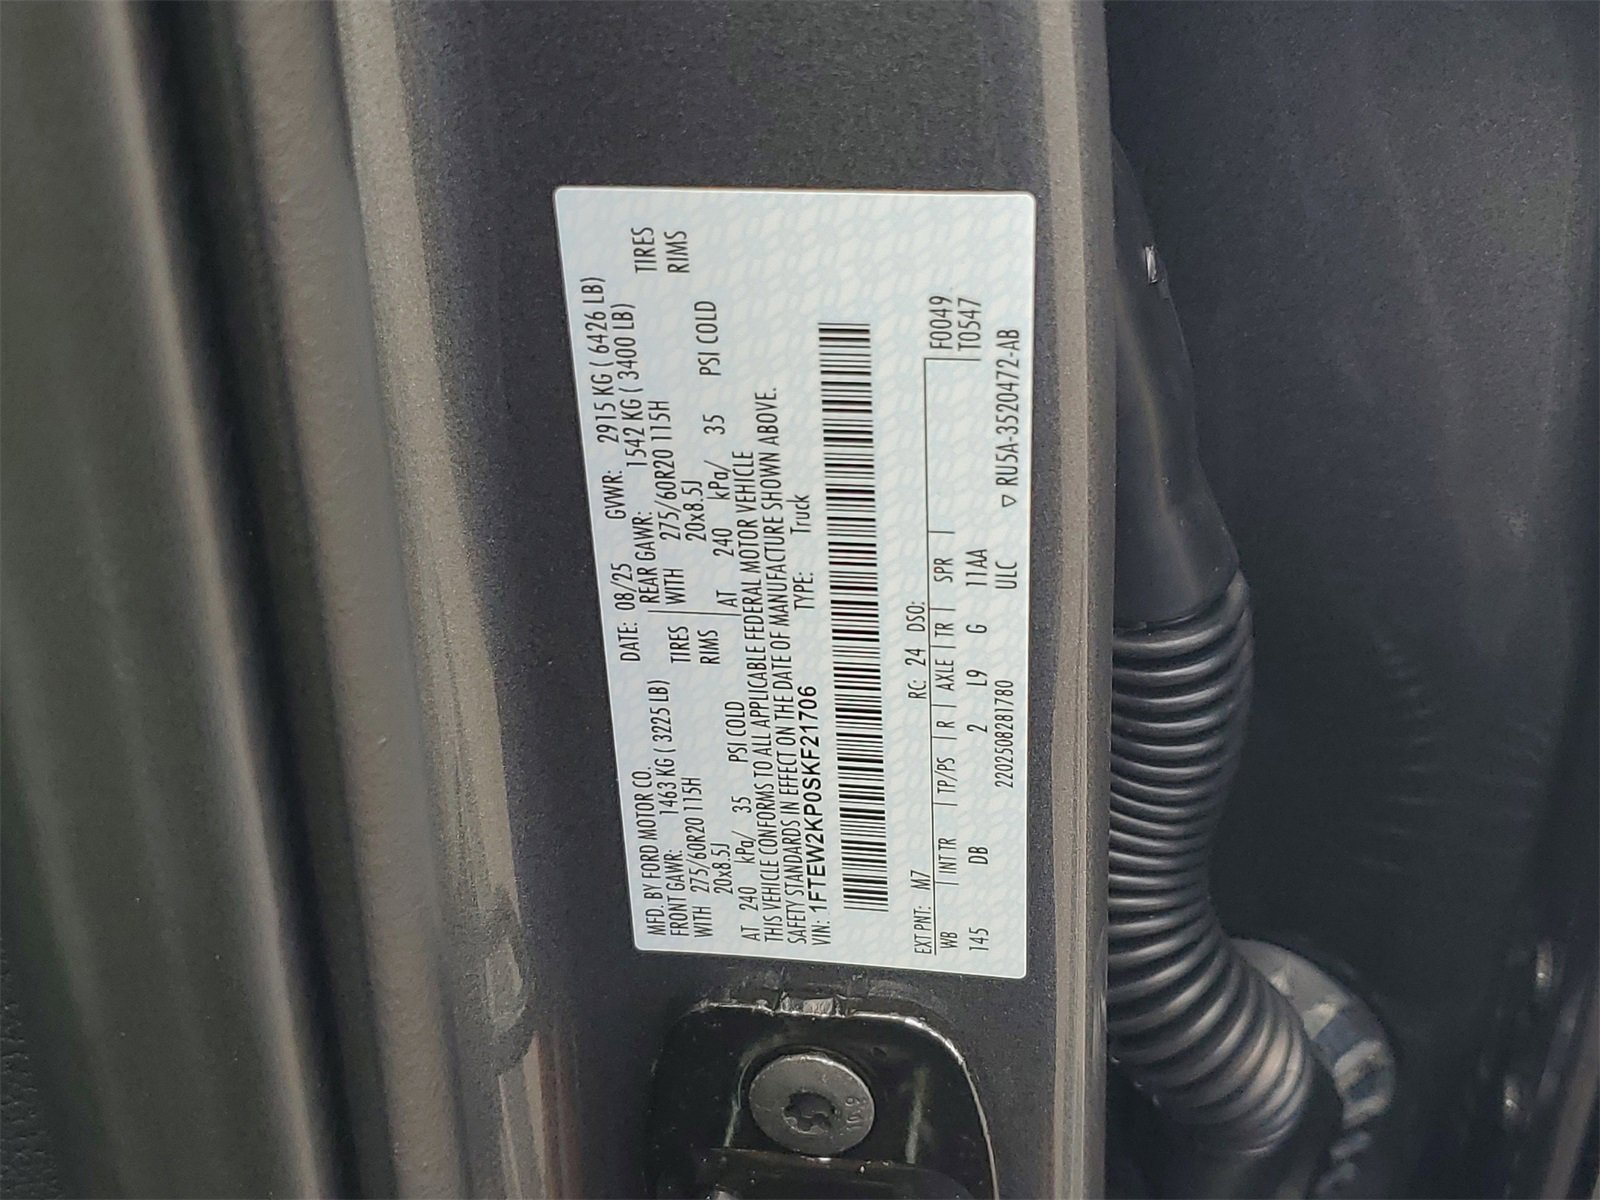 MFD. BY FORD MOTOR CO. DATE: 08/25 GVWR: 2915 KG ( 6426 LB)
FRONT GAWR: 1463 KG ( 3225 LB) REAR GAWR: 1542 KG ( 3400 LB)
WITH 275/60R20 115H TIRES WITH 275/60R20 115H TIRES
20x8.5J RIMS 20x8.5J RIMS
AT 240 kPa/ 35 PSI COLD AT 240 kPa/ 35 PSI COLD
THIS VEHICLE CONFORMS TO ALL APPLICABLE FEDERAL MOTOR VEHICLE
SAFETY STANDARDS IN EFFECT ON THE DATE OF MANUFACTURE SHOWN ABOVE.
VIN: 1FTEW2KP0SKF21706 TYPE: Truck
EXT PNT: M7 RC: 24 DSO: F0049
WB INT TR TP/PS R AXLE TR SPR T0547
145 DB 2 L9 G 11AA
2202508281780 ULC ▽ RU5A-3520472-AB
10.9